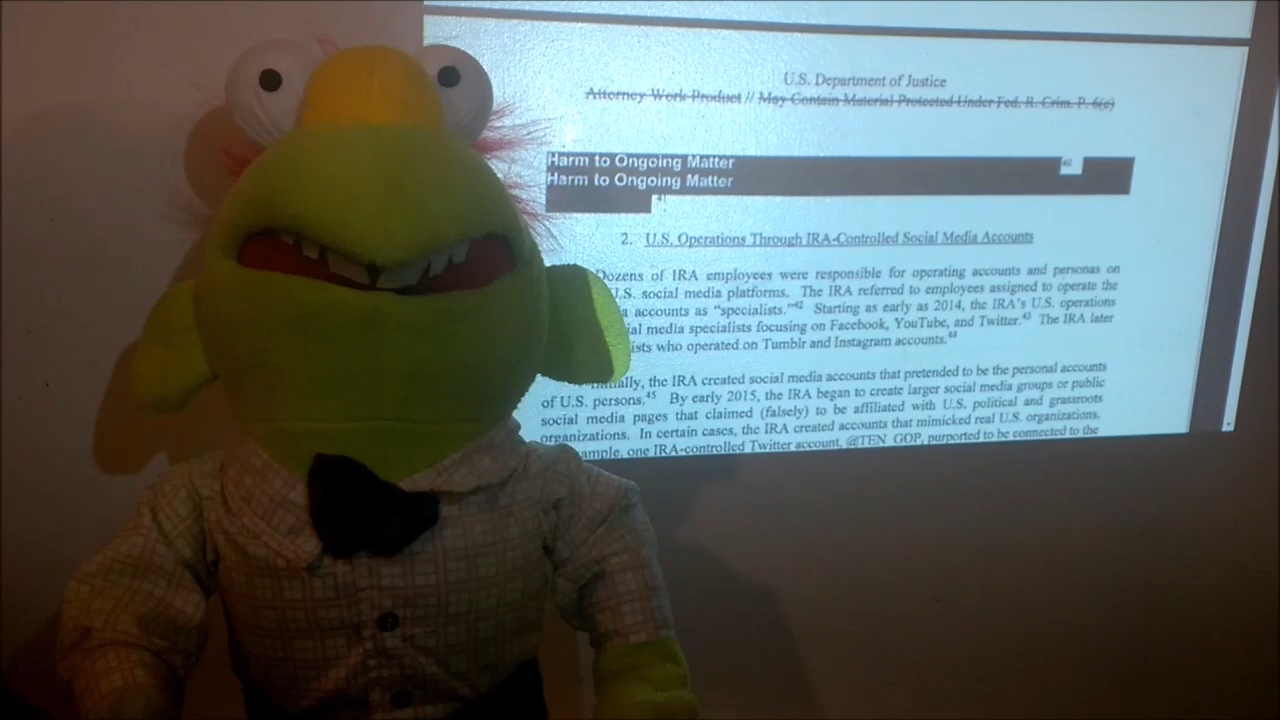 U.S. Department of Justice
Attorney Work Product // May Contain Material Protected Under Fed. R. Crim. P. 6(e)
Harm to Ongoing Matter 40
Harm to Ongoing Matter
41
2. U.S. Operations Through IRA-Controlled Social Media Accounts
Dozens of IRA employees were responsible for operating accounts and personas on
U.S. social media platforms. The IRA referred to employees assigned to operate the
accounts as "specialists."42 Starting as early as 2014, the IRA's U.S. operations
media specialists focusing on Facebook, YouTube, and Twitter.43 The IRA later
who operated on Tumblr and Instagram accounts.44
the IRA created social media accounts that pretended to be the personal accounts
of U.S. persons.45 By early 2015, the IRA began to create larger social media groups or public
social media pages that claimed (falsely) to be affiliated with U.S. political and grassroots
organizations. In certain cases, the IRA created accounts that mimicked real U.S. organizations.
one IRA-controlled Twitter account, @TEN_GOP, purported to be connected to the